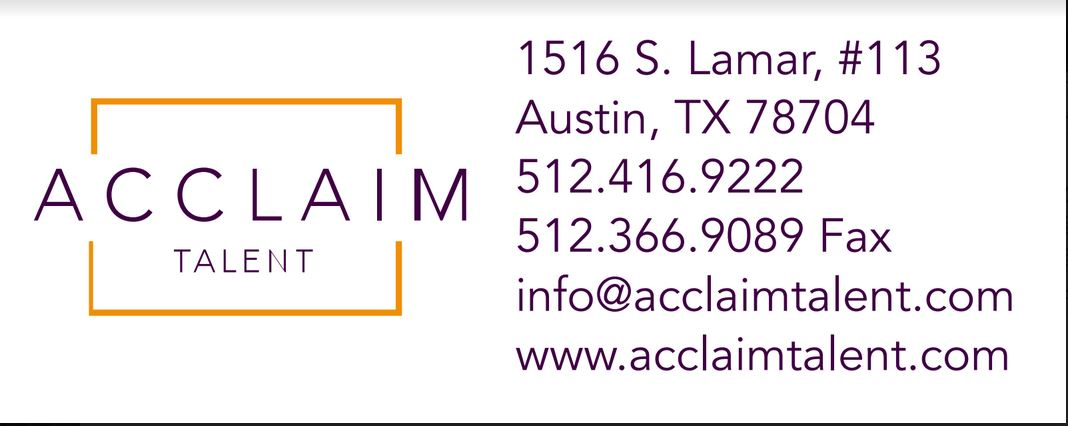 ACCLAIM
TALENT
1516 S. Lamar, #113
Austin, TX 78704
512.416.9222
512.366.9089 Fax
info@acclaimtalent.com
www.acclaimtalent.com